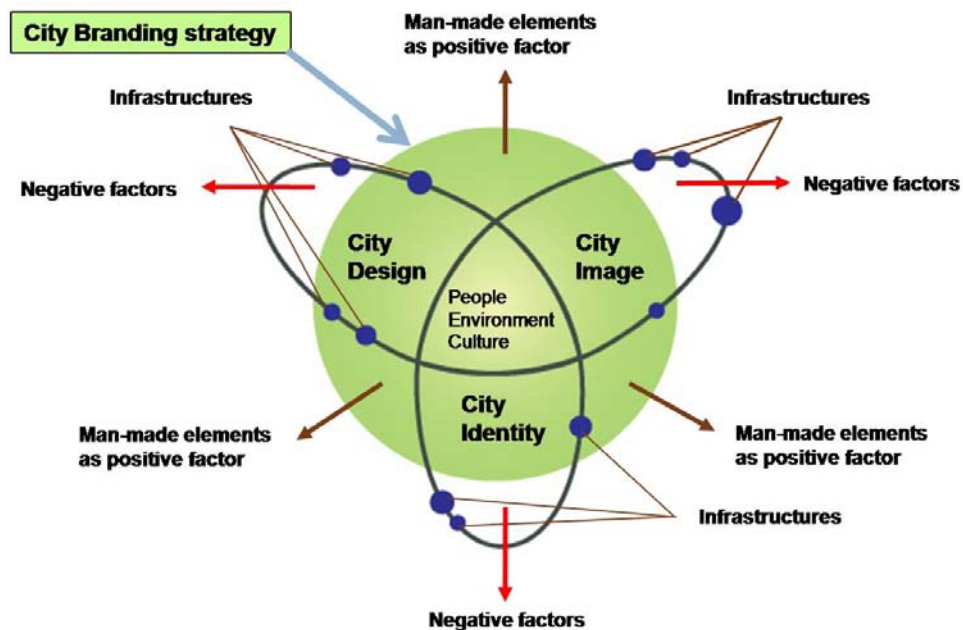 City Branding strategy
Man-made elements
as positive factor
Infrastructures
Infrastructures
Negative factors
Negative factors
City
Design
City
Image
People
Environment
Culture
City
Identity
Man-made elements
as positive factor
Man-made elements
as positive factor
Infrastructures
Negative factors